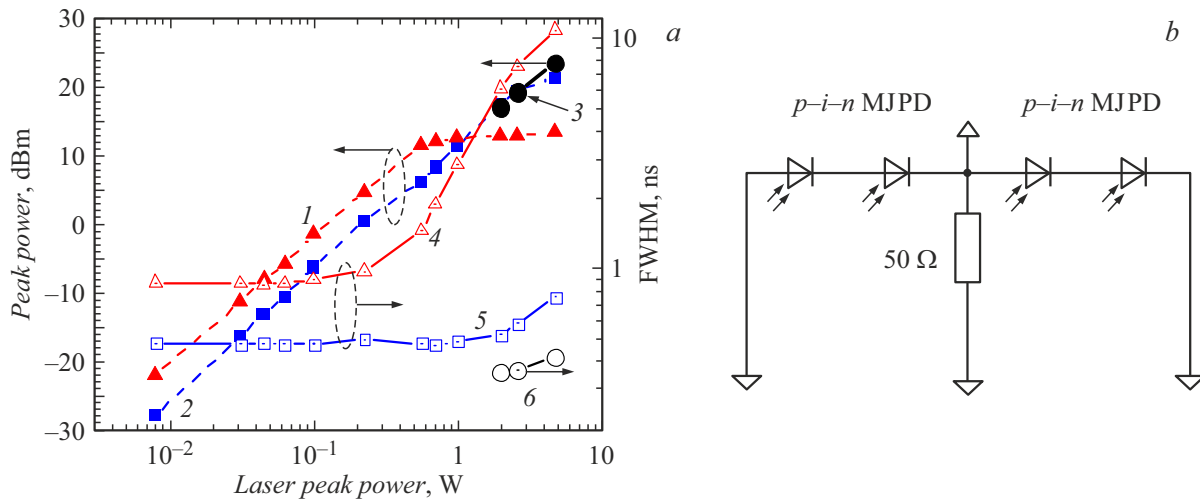 a
b
30
20
10
0
–10
–20
–30
Peak power, dBm
10
1
FWHM, ns
10–2
10–1
1
10
Laser peak power, W
1
2
3
4
5
6
p–i–n MJPD
p–i–n MJPD
50 Ω